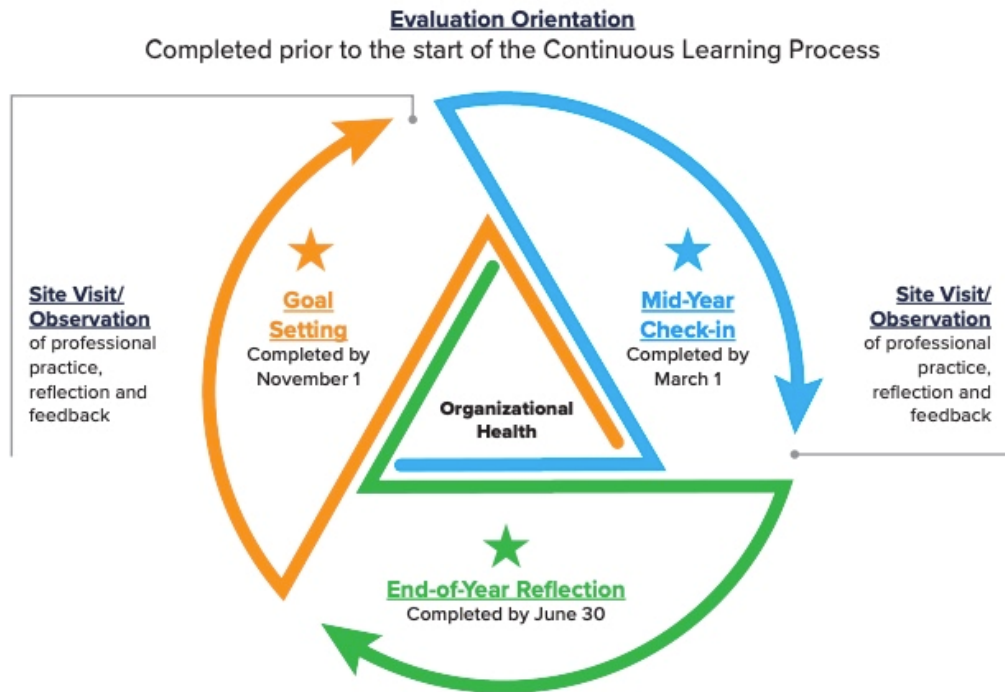 Evaluation Orientation
Completed prior to the start of the Continuous Learning Process
Site Visit/
Observation
of professional
practice,
reflection and
feedback
Goal
Setting
Completed by
November 1
Mid-Year
Check-in
Completed by
March 1
Site Visit/
Observation
of professional
practice,
reflection and
feedback
Organizational
Health
End-of-Year Reflection
Completed by June 30